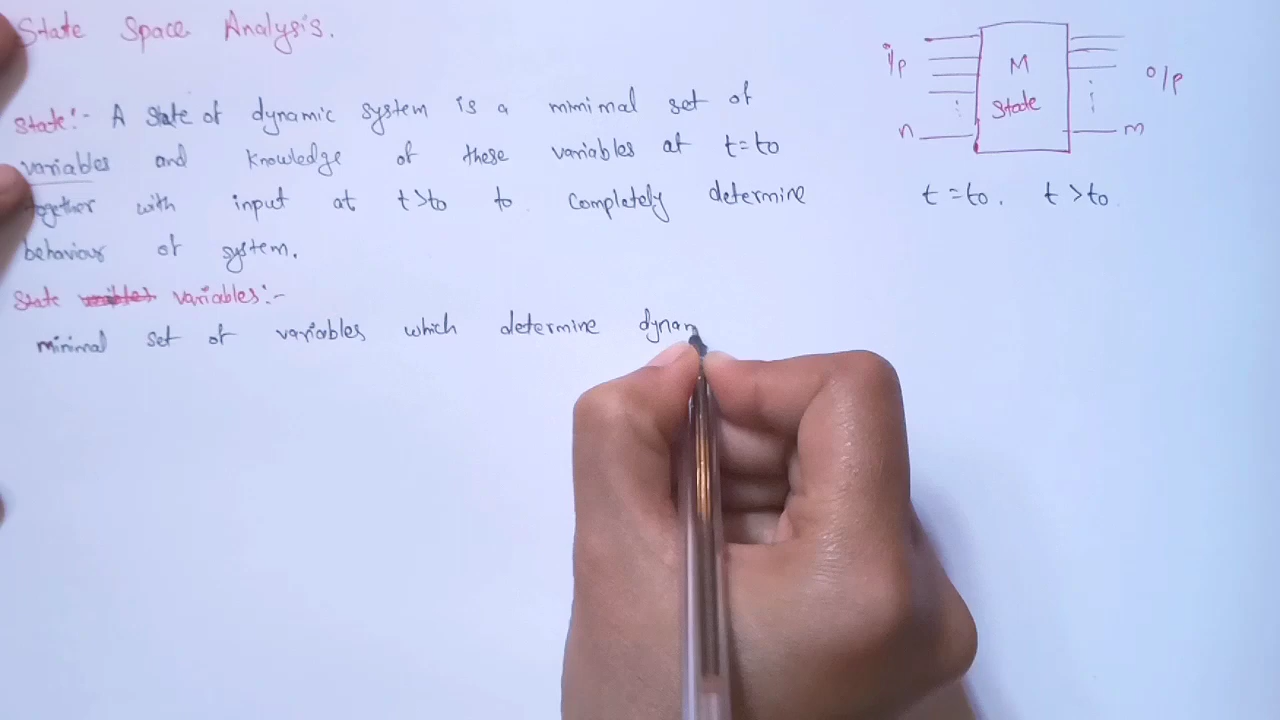 State Space Analysis.
State:- A State of dynamic system is a mimimal set of
variables and knowledge of these variables at t=to
together with input at t>to to completely determine
behaviour of system.
State variables:-
minimal set of variables which determine dynam
i/p
n
M
State
o/p
m
t=to. t>to.